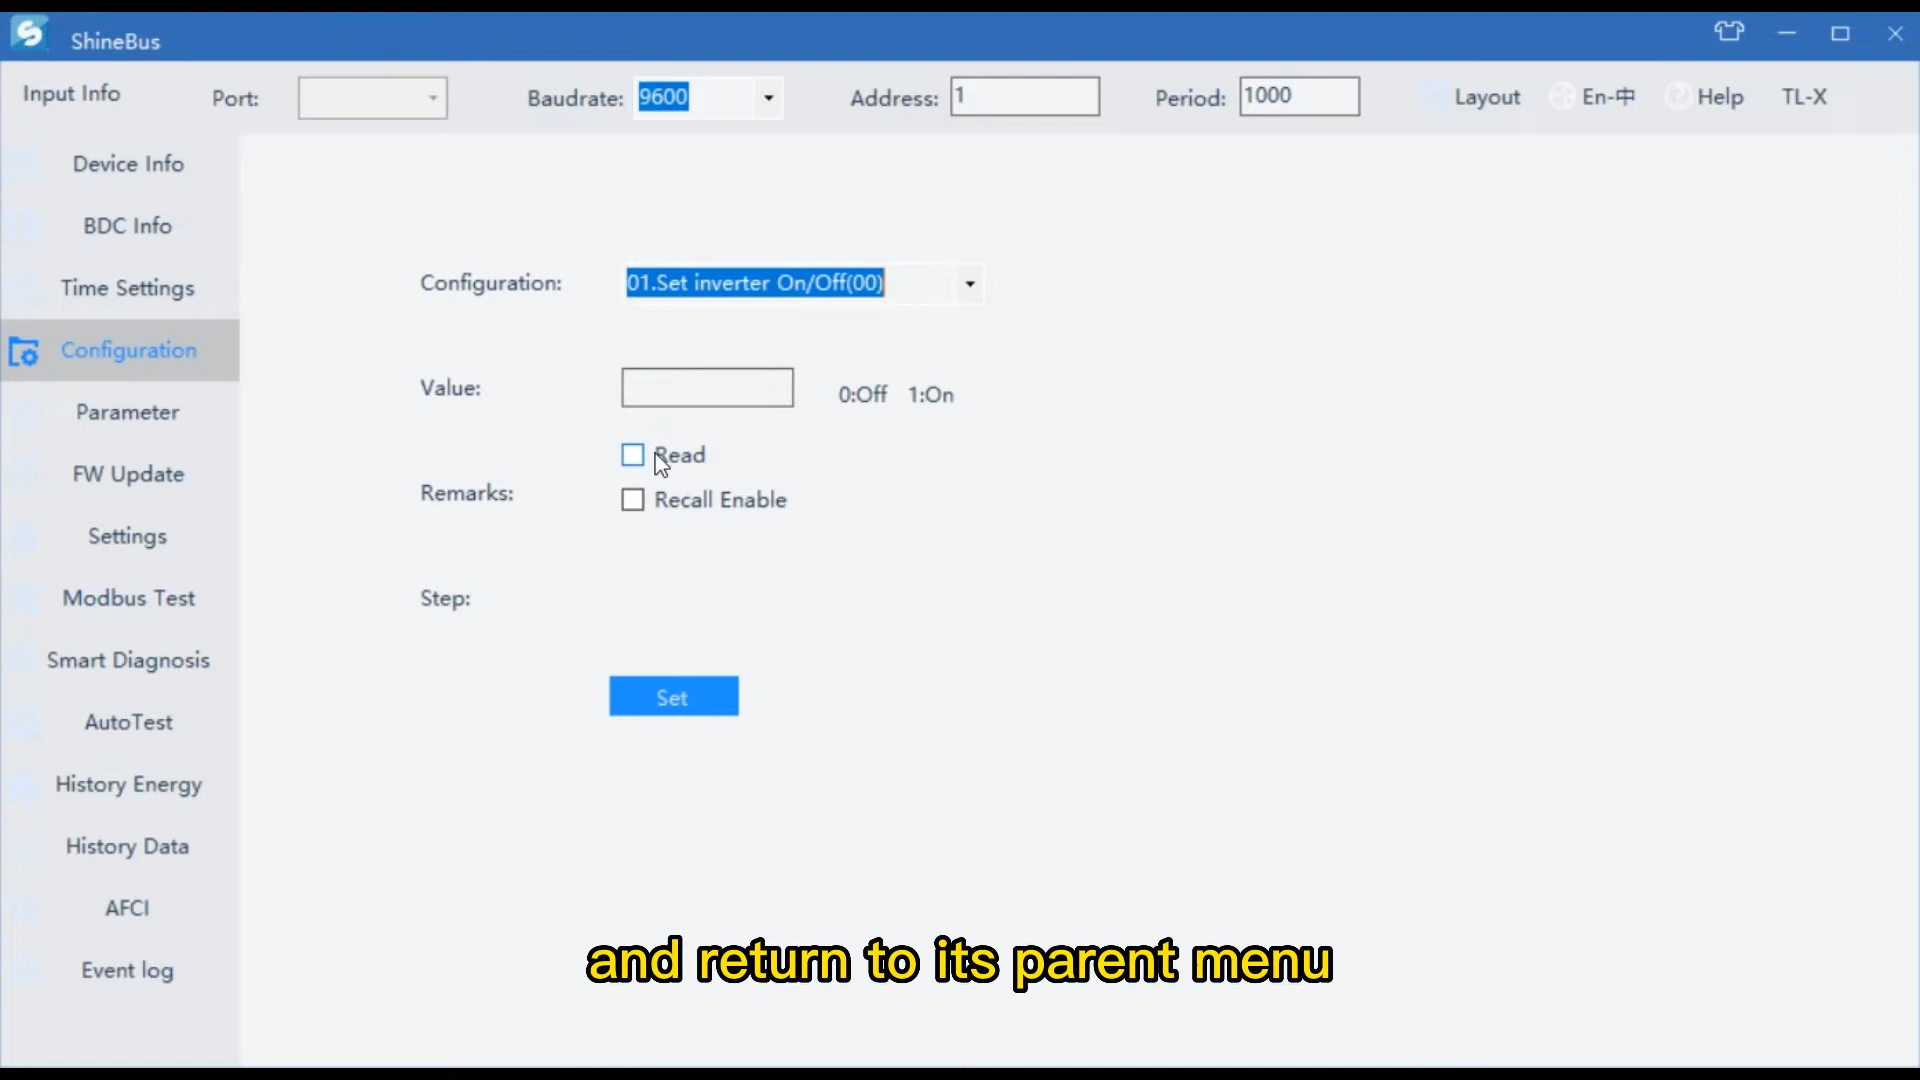 ShineBus
Input Info
Port:
Baudrate: 9600
Address: 1
Period: 1000
Layout
En-中
Help
TL-X
Device Info
BDC Info
Time Settings
Configuration
Parameter
FW Update
Settings
Modbus Test
Smart Diagnosis
AutoTest
History Energy
History Data
AFCI
Event log
Configuration: 01.Set inverter On/Off(00)
Value: 0:Off 1:On
Read
Remarks: Recall Enable
Step:
Set
and return to its parent menu